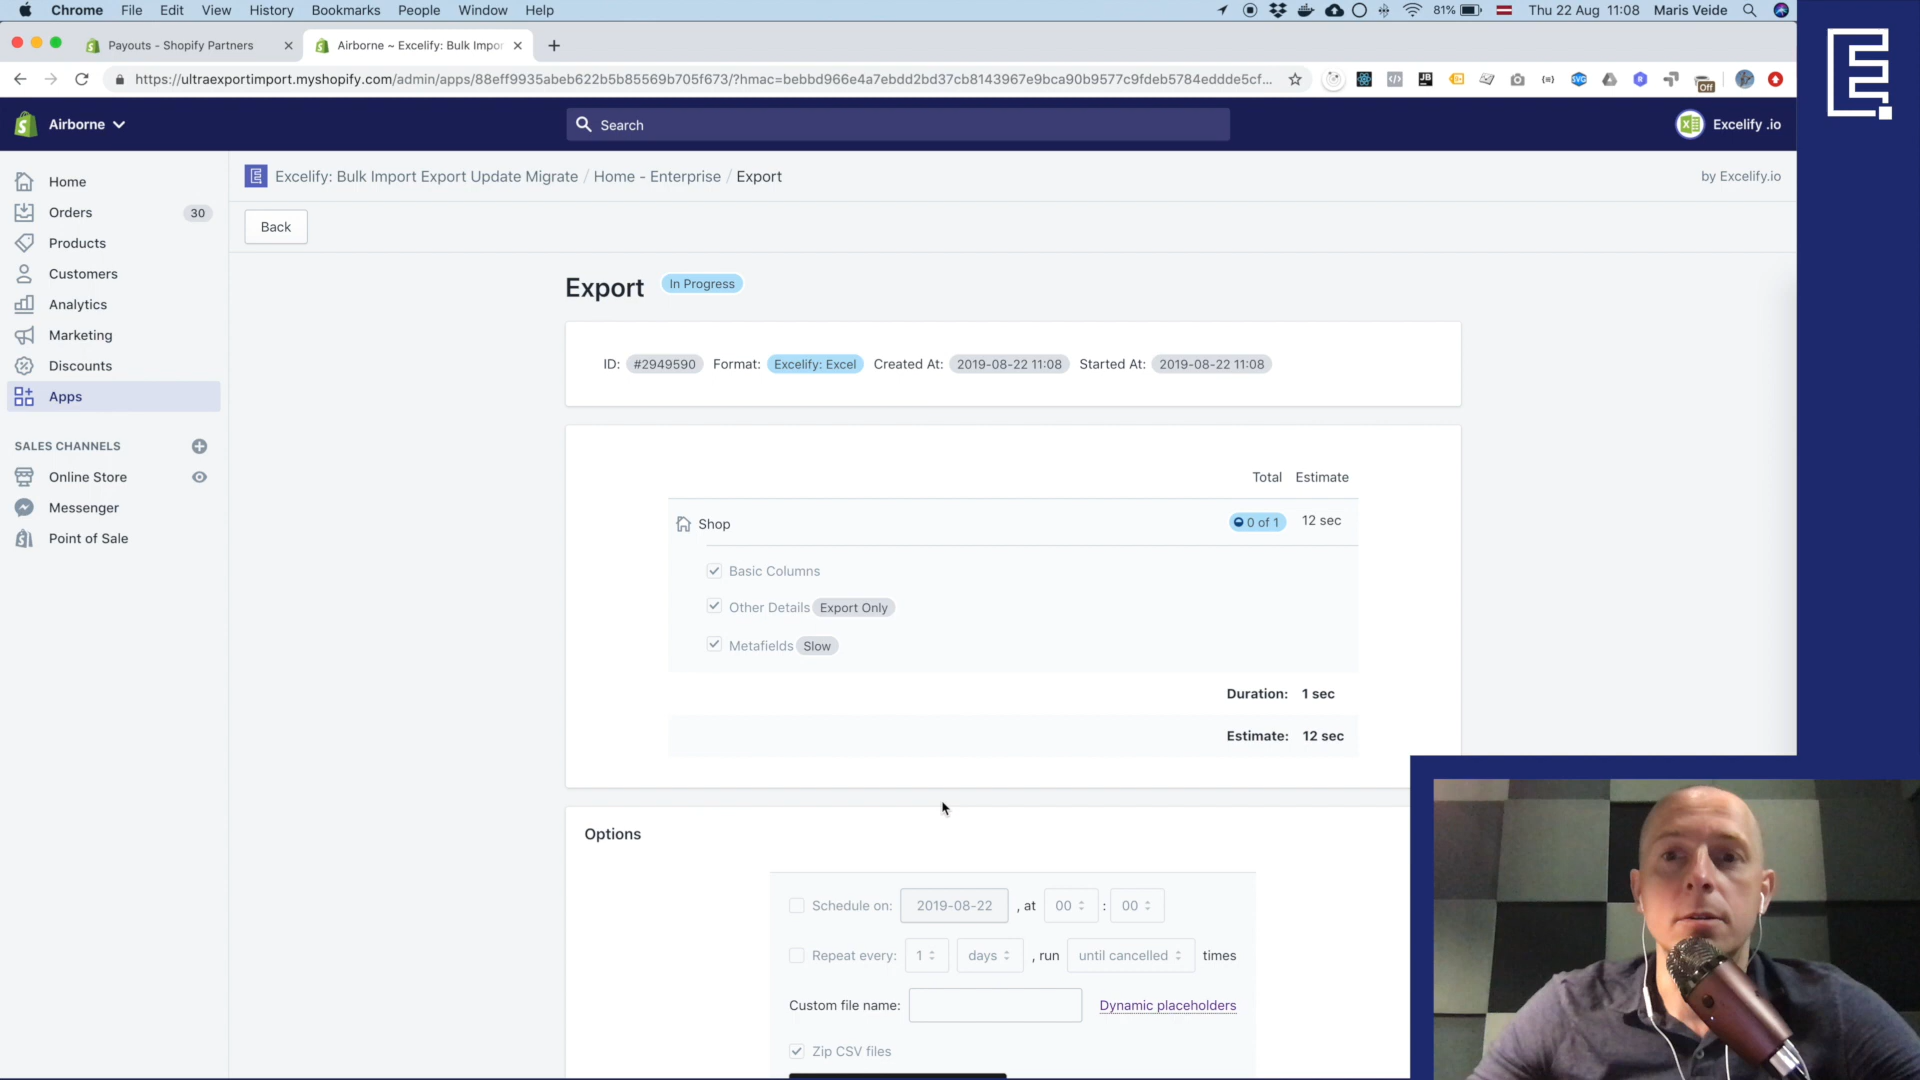 Chrome File Edit View History Bookmarks People Window Help
81% Thu 22 Aug 11:08 Maris Veide
Payouts - Shopify Partners
Airborne ~ Excelify: Bulk Impor
https://ultraexportimport.myshopify.com/admin/apps/88eff9935abeb622b5b85569b705f673/?hmac=bebbd966e4a7ebdd2bd37cb8143967e9bca90b9577c9fdeb5784eddde5cf...
Off
Airborne
Search
Excelify .io
Home
Orders 30
Products
Customers
Analytics
Marketing
Discounts
Apps
SALES CHANNELS
Online Store
Messenger
Point of Sale
Excelify: Bulk Import Export Update Migrate / Home - Enterprise / Export
by Excelify.io
Back
Export In Progress
ID: #2949590 Format: Excelify: Excel Created At: 2019-08-22 11:08 Started At: 2019-08-22 11:08
Total Estimate
Shop 0 of 1 12 sec
Basic Columns
Other Details Export Only
Metafields Slow
Duration: 1 sec
Estimate: 12 sec
Options
Schedule on: 2019-08-22 , at 00 : 00
Repeat every: 1 days , run until cancelled times
Custom file name: Dynamic placeholders
Zip CSV files